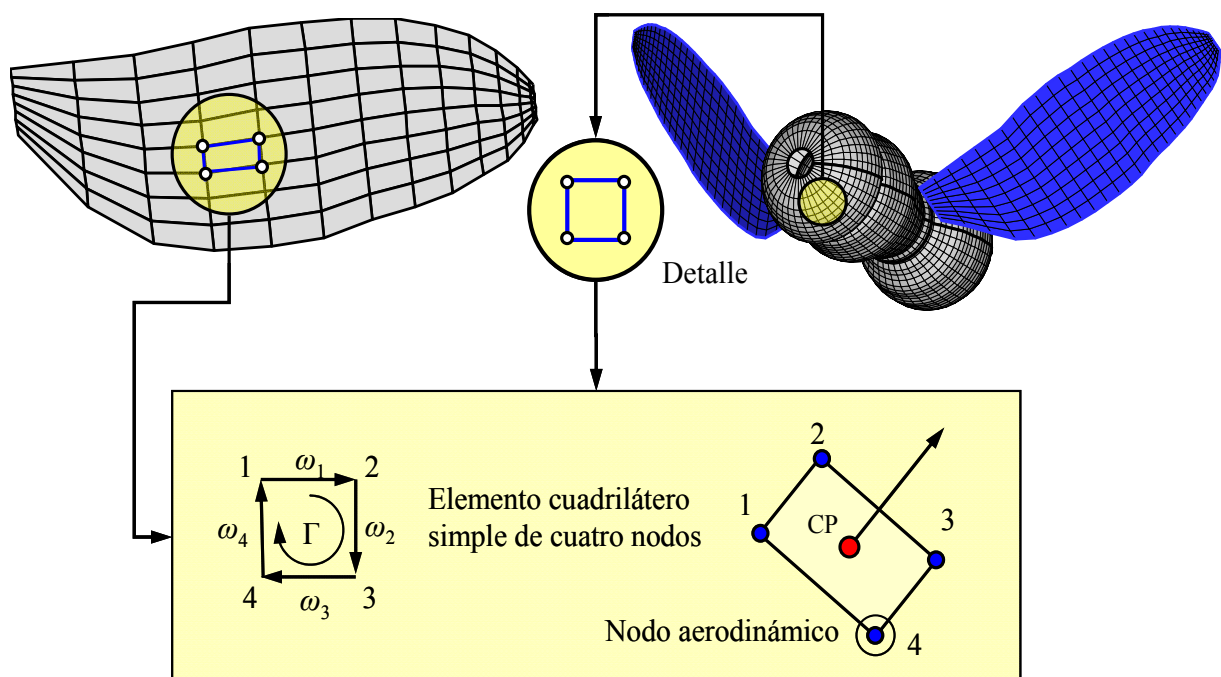 Detalle
1
ω1
2
ω4
Γ
ω2
4
ω3
3
Elemento cuadrilátero
simple de cuatro nodos
2
1
CP
3
Nodo aerodinámico
4